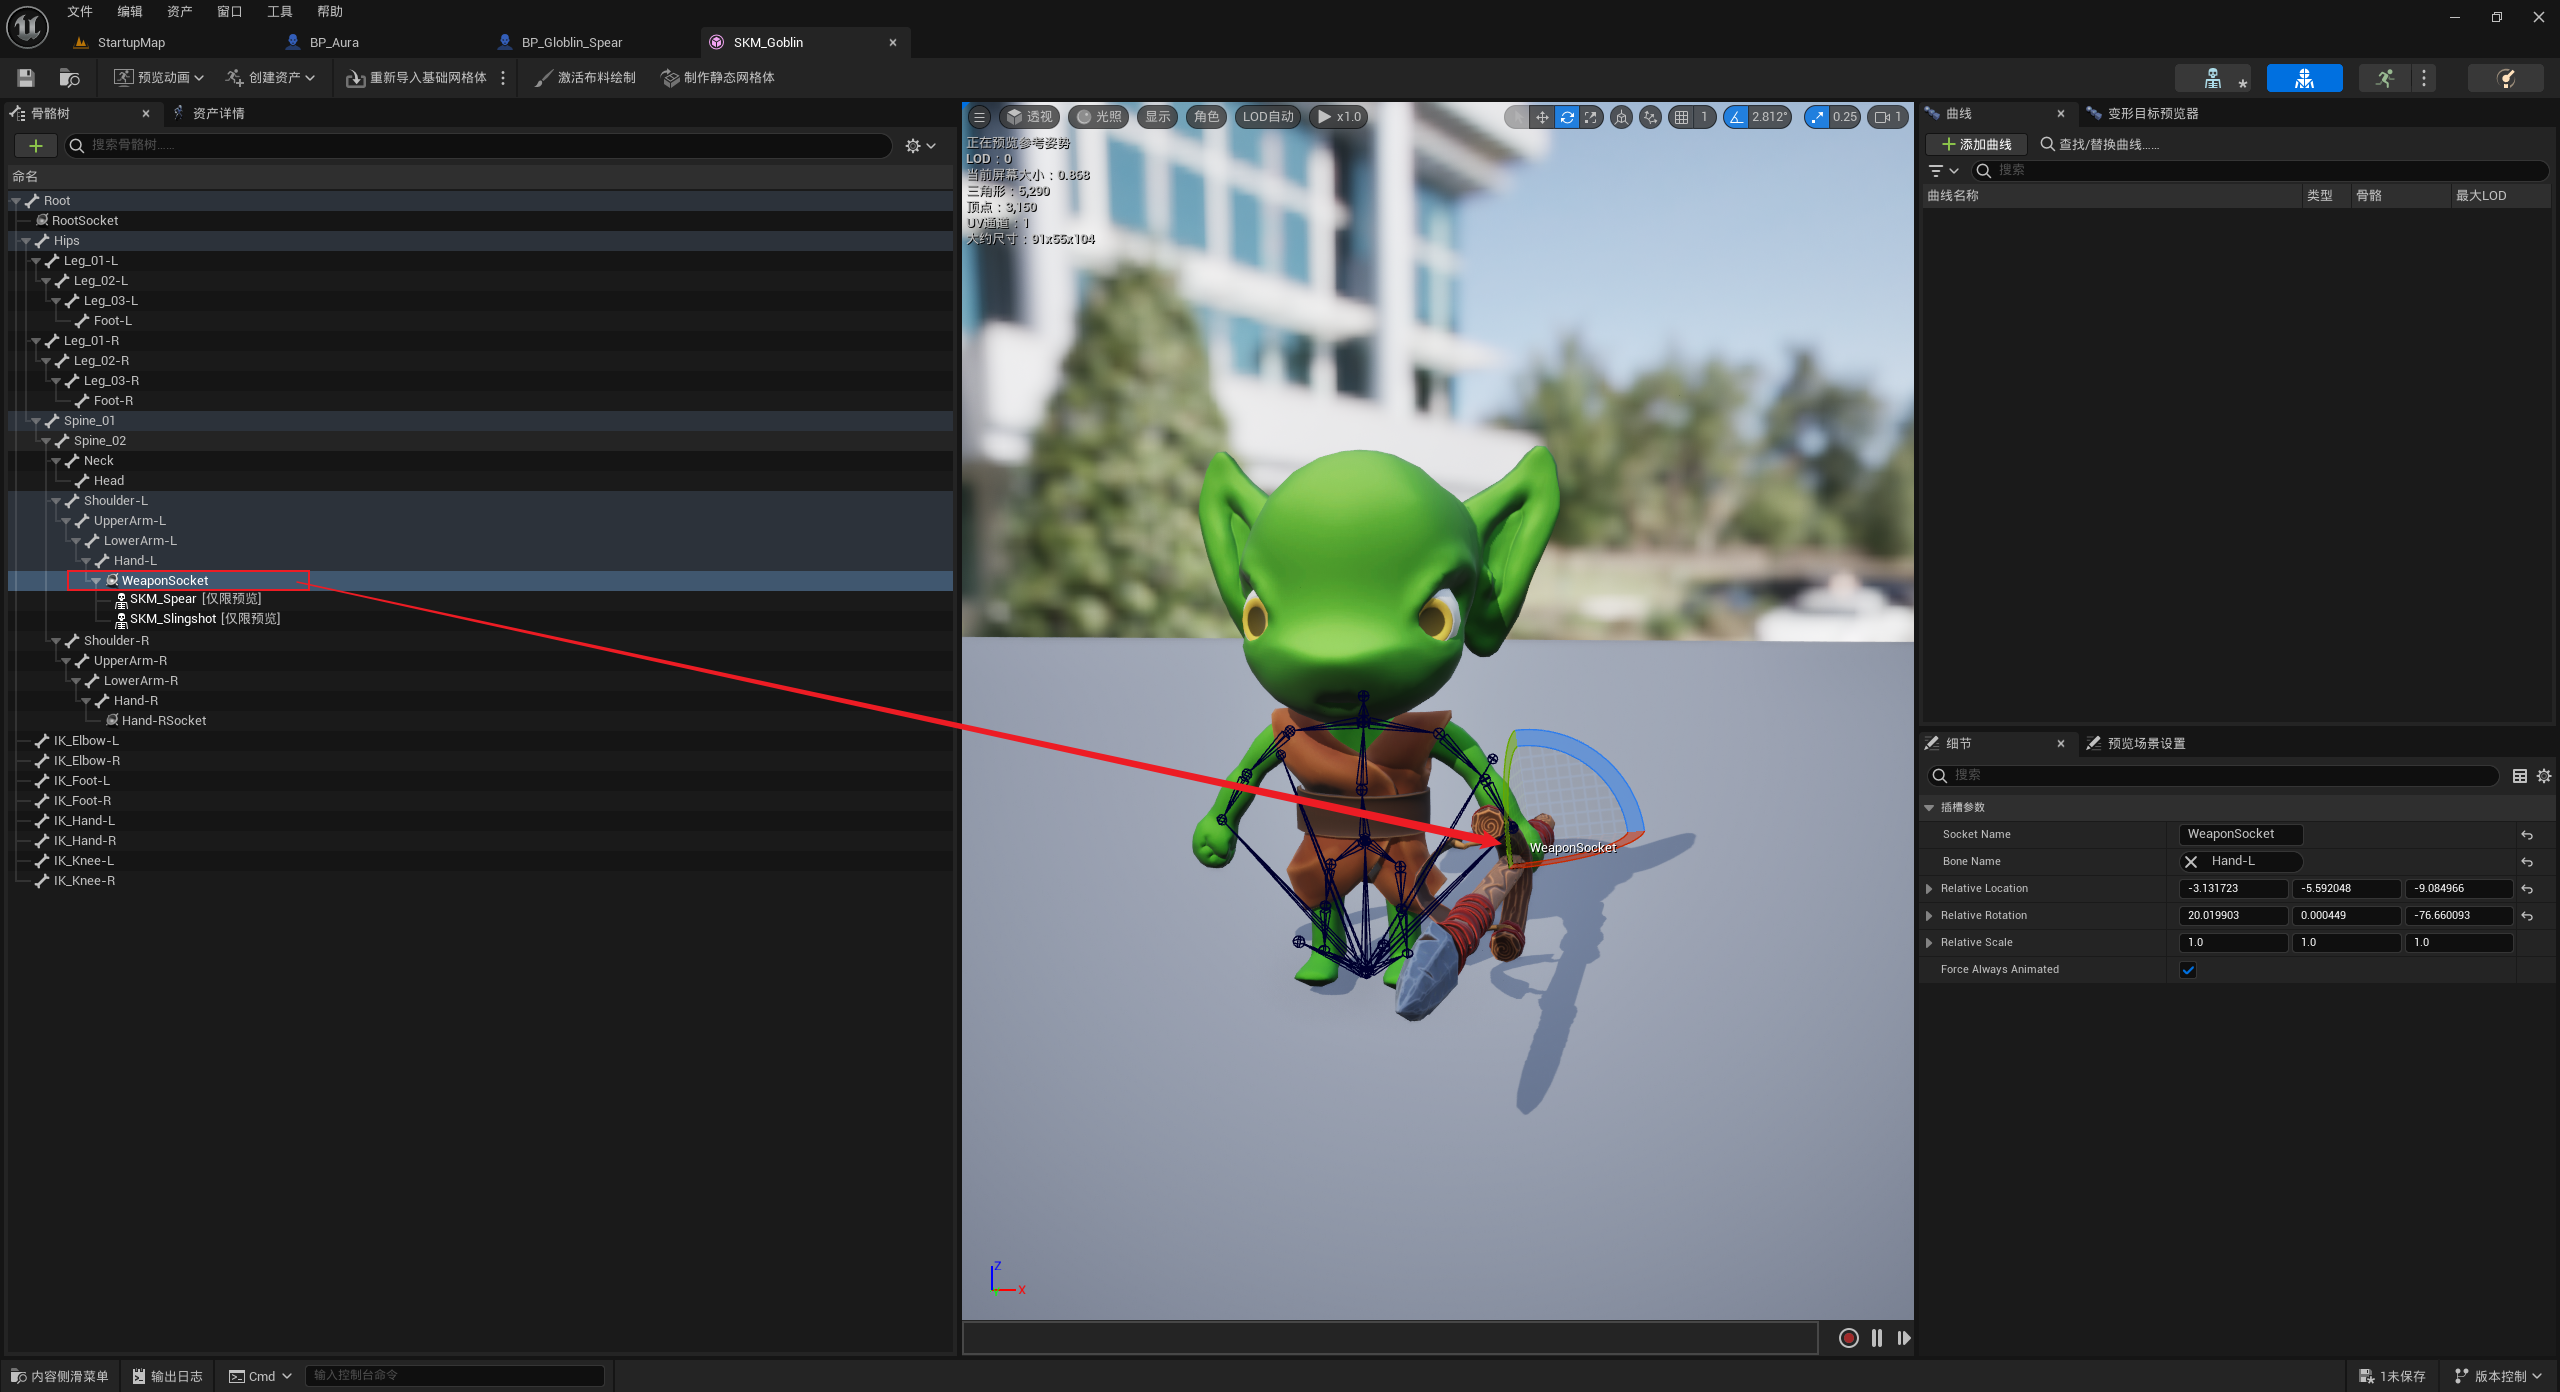 文件 编辑 资产 窗口 工具 帮助
StartupMap BP_Aura BP_Globlin_Spear SKM_Goblin
预览动画 创建资产 重新导入基础网格体 激活布料绘制 制作静态网格体
骨骼树 资产详情
搜索骨骼树……
命名
Root
RootSocket
Hips
Leg_01-L
Leg_02-L
Leg_03-L
Foot-L
Leg_01-R
Leg_02-R
Leg_03-R
Foot-R
Spine_01
Spine_02
Neck
Head
Shoulder-L
UpperArm-L
LowerArm-L
Hand-L
WeaponSocket
SKM_Spear [仅限预览]
SKM_Slingshot [仅限预览]
Shoulder-R
UpperArm-R
LowerArm-R
Hand-R
Hand-RSocket
IK_Elbow-L
IK_Elbow-R
IK_Foot-L
IK_Foot-R
IK_Hand-L
IK_Hand-R
IK_Knee-L
IK_Knee-R
透视 光照 显示 角色 LOD自动 x1.0 1 2.812° 0.25 1
正在预览参考姿势
LOD：0
当前屏幕大小：0.868
三角形：5,290
顶点：3,150
UV通道：1
大约尺寸：91x55x104
WeaponSocket
Z
X
曲线 变形目标预览器
添加曲线 查找/替换曲线……
搜索
曲线名称 类型 骨骼 最大LOD
细节 预览场景设置
搜索
插槽参数
Socket Name WeaponSocket
Bone Name Hand-L
Relative Location -3.131723 -5.592048 -9.084966
Relative Rotation 20.019903 0.000449 -76.660093
Relative Scale 1.0 1.0 1.0
Force Always Animated
内容侧滑菜单 输出日志 Cmd 输入控制台命令 1未保存 版本控制